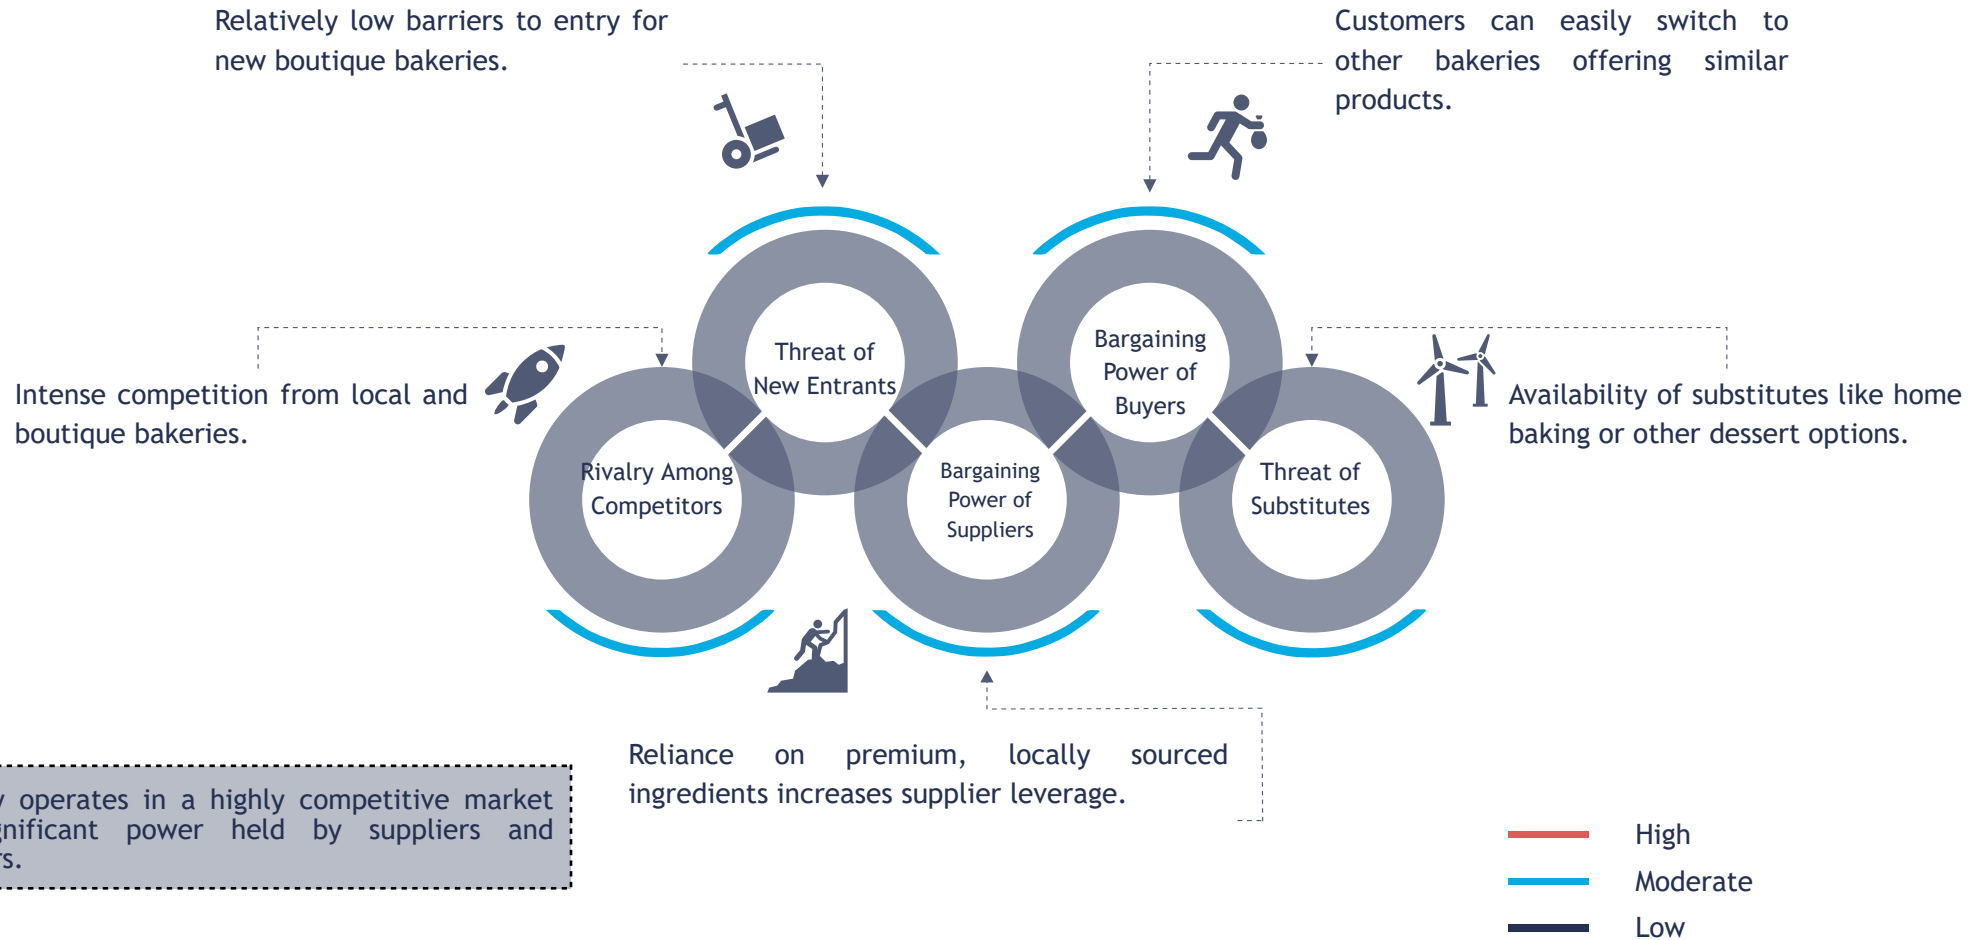 Relatively low barriers to entry for
new boutique bakeries.
Customers can easily switch to
other bakeries offering similar
products.
Threat of
New Entrants
Bargaining
Power of
Buyers
Intense competition from local and
boutique bakeries.
Availability of substitutes like home
baking or other dessert options.
Rivalry Among
Competitors
Bargaining
Power of
Suppliers
Threat of
Substitutes
Reliance on premium, locally sourced
ingredients increases supplier leverage.
operates in a highly competitive market
power held by suppliers and
High
Moderate
Low